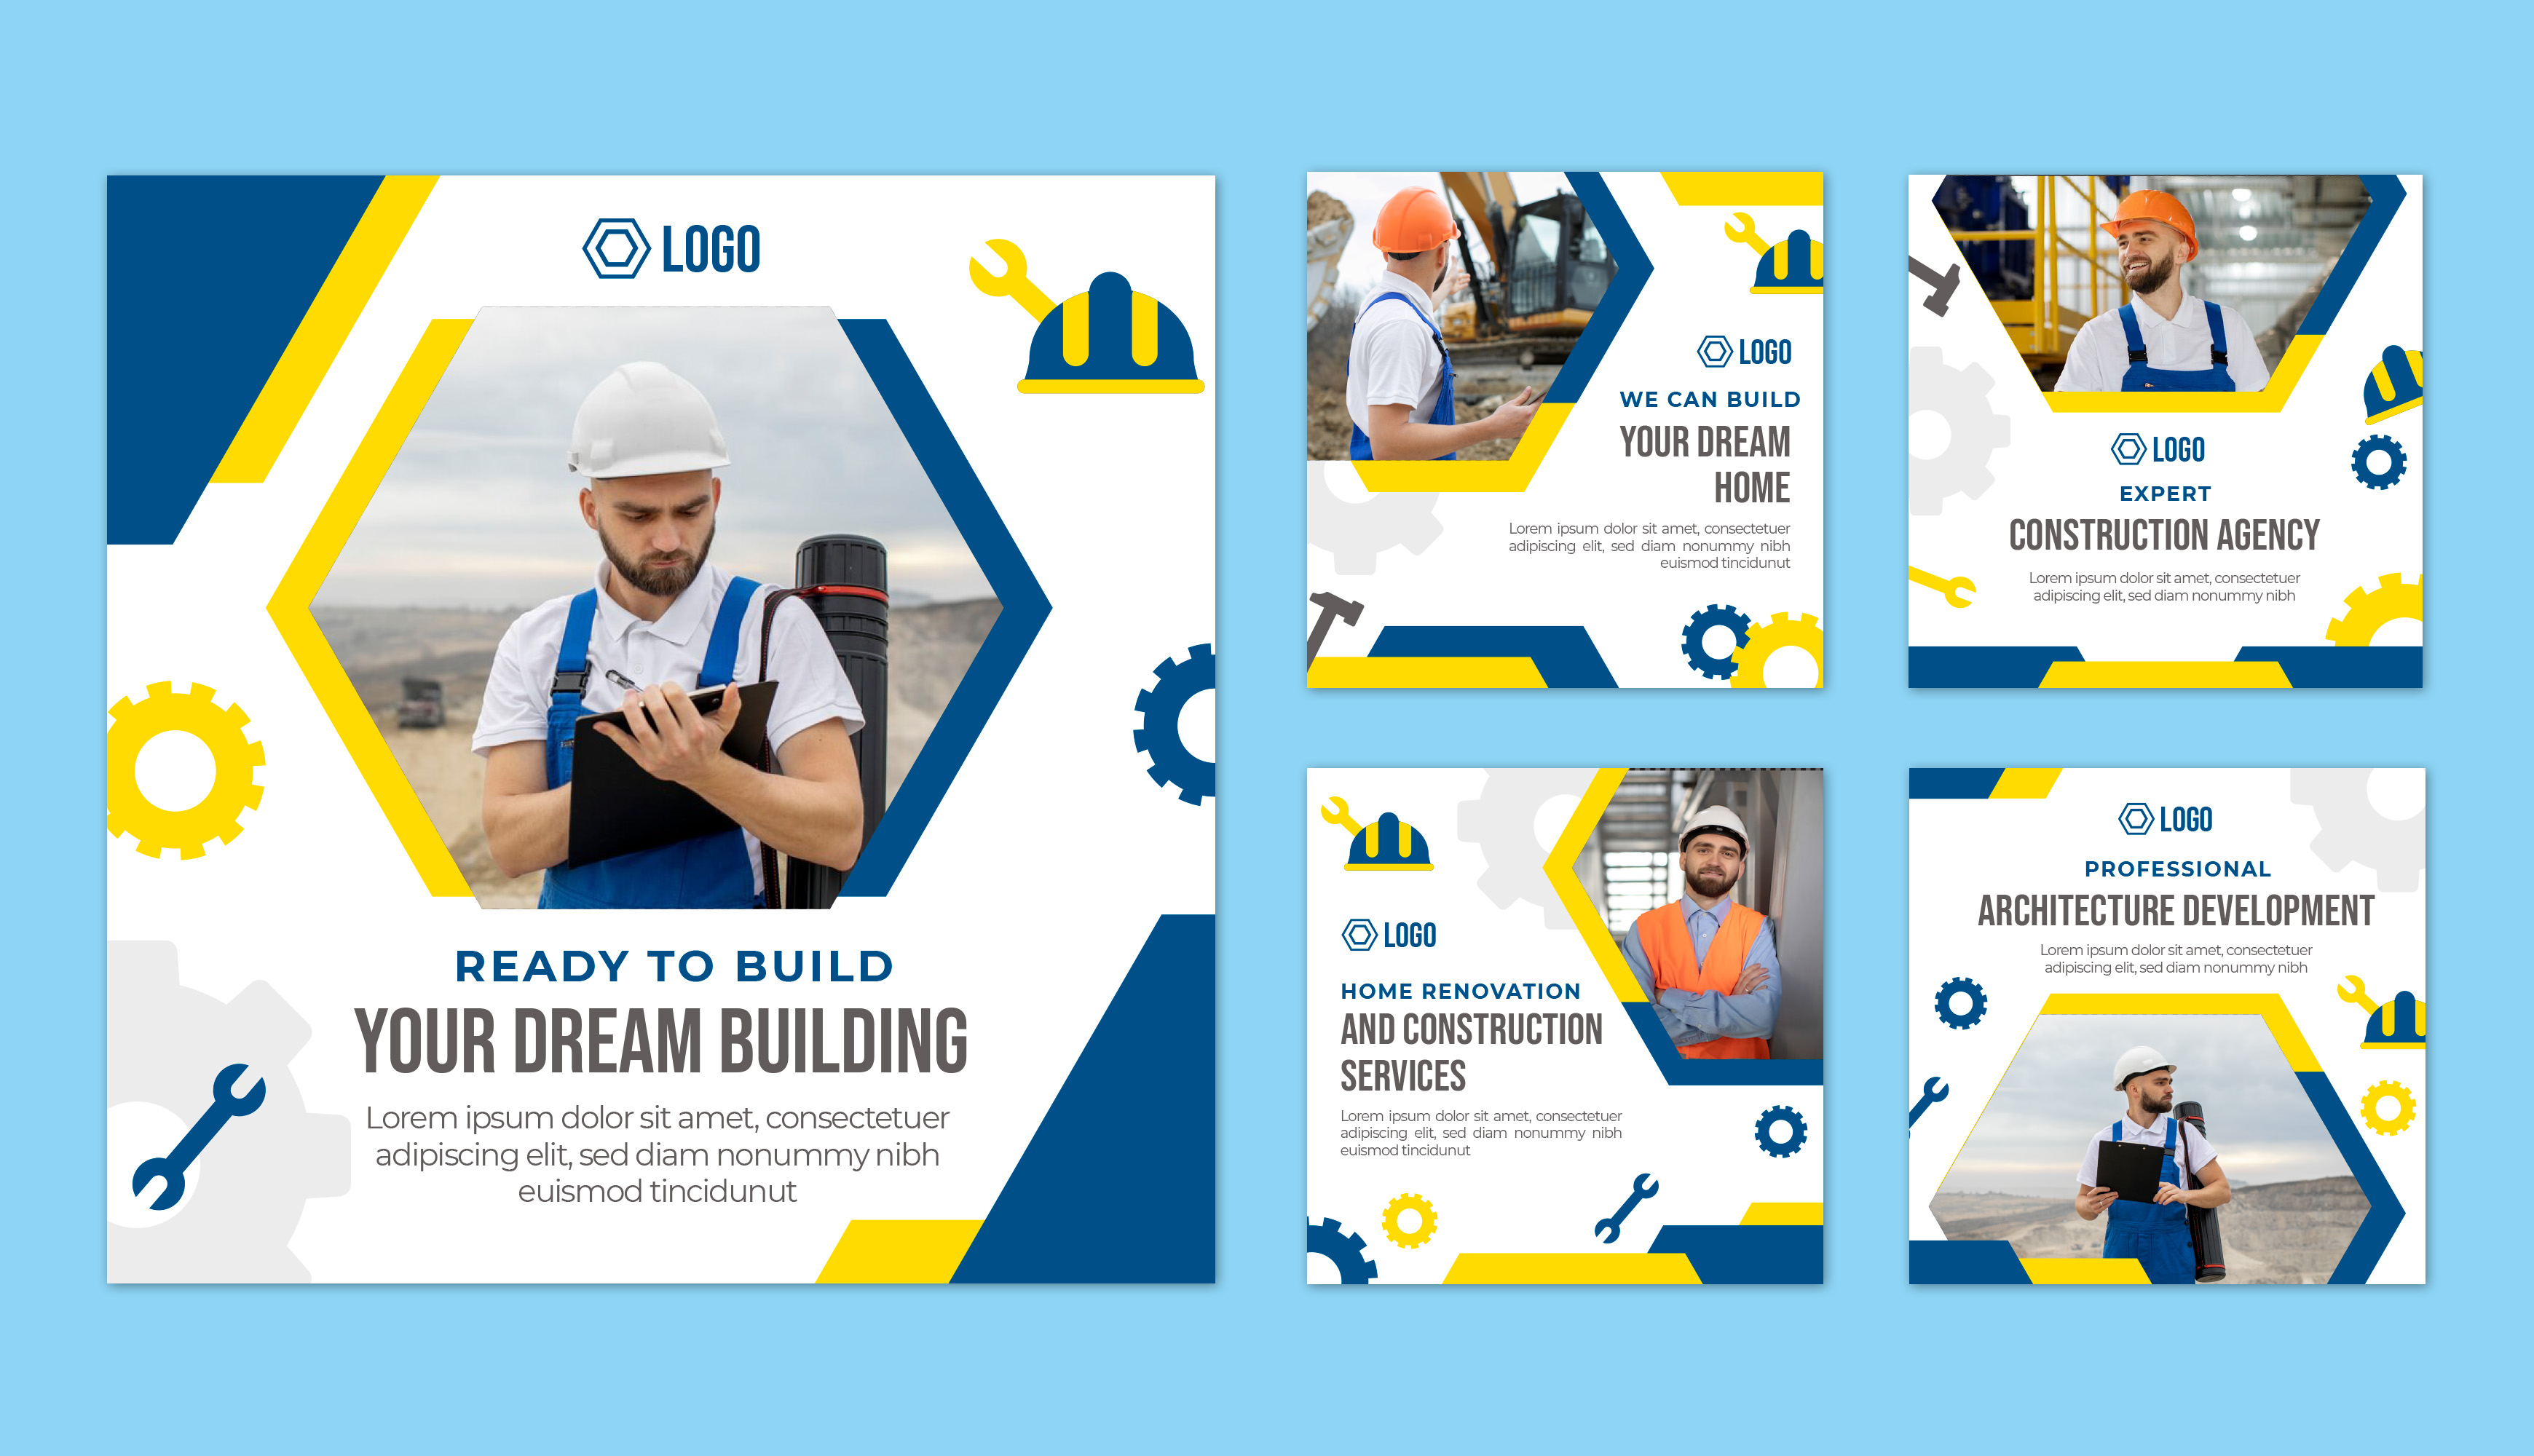 LOGO
READY TO BUILD
YOUR DREAM BUILDING
Lorem ipsum dolor sit amet, consectetuer
adipiscing elit, sed diam nonummy nibh
euismod tincidunut
LOGO
WE CAN BUILD
YOUR DREAM
HOME
Lorem ipsum dolor sit amet, consectetuer
adipiscing elit, sed diam nonummy nibh
euismod tincidunut
LOGO
EXPERT
CONSTRUCTION AGENCY
Lorem ipsum dolor sit amet, consectetuer
adipiscing elit, sed diam nonummy nibh
LOGO
HOME RENOVATION
AND CONSTRUCTION
SERVICES
Lorem ipsum dolor sit amet, consectetuer
adipiscing elit, sed diam nonummy nibh
euismod tincidunut
LOGO
PROFESSIONAL
ARCHITECTURE DEVELOPMENT
Lorem ipsum dolor sit amet, consectetuer
adipiscing elit, sed diam nonummy nibh